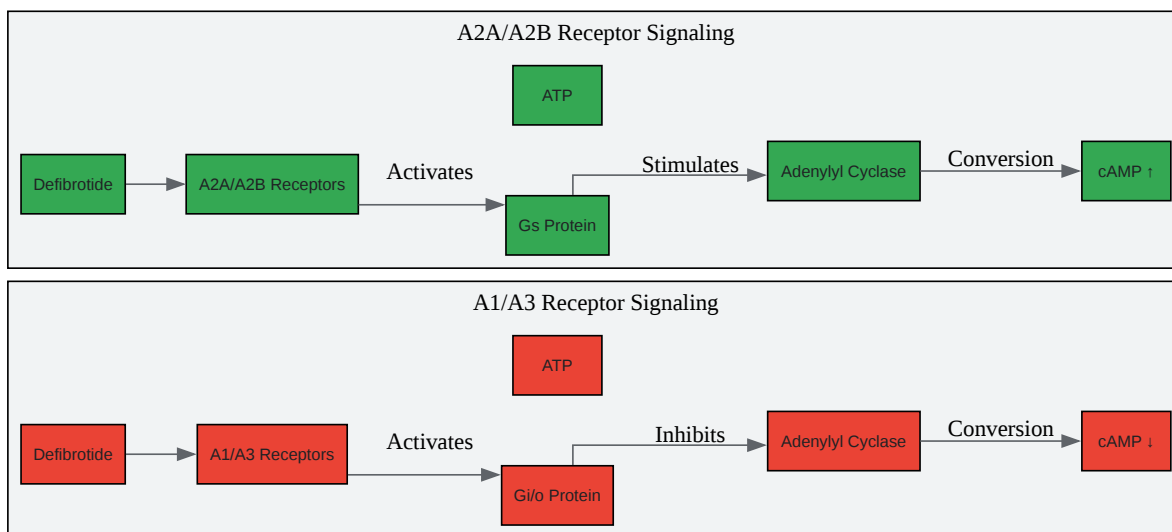 A2A/A2B Receptor Signaling
ATP
Defibrotide
A2A/A2B Receptors
Activates
Gs Protein
Stimulates
Adenylyl Cyclase
Conversion
cAMP ↑
A1/A3 Receptor Signaling
ATP
Defibrotide
A1/A3 Receptors
Activates
Gi/o Protein
Inhibits
Adenylyl Cyclase
Conversion
cAMP ↓